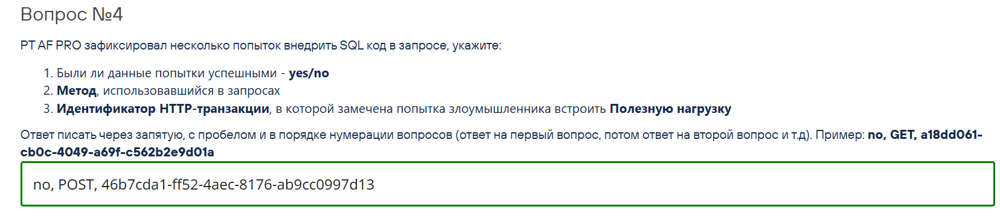 Вопрос №4
PT AF PRO зафиксировал несколько попыток внедрить SQL код в запросе, укажите:
1. Были ли данные попытки успешными - yes/no
2. Метод, использовавшийся в запросах
3. Идентификатор HTTP-транзакции, в которой замечена попытка злоумышленника встроить Полезную нагрузку
Ответ писать через запятую, с пробелом и в порядке нумерации вопросов (ответ на первый вопрос, потом ответ на второй вопрос и т.д). Пример: no, GET, a18dd061-
cb0c-4049-a69f-c562b2e9d01a
no, POST, 46b7cda1-ff52-4aec-8176-ab9cc0997d13